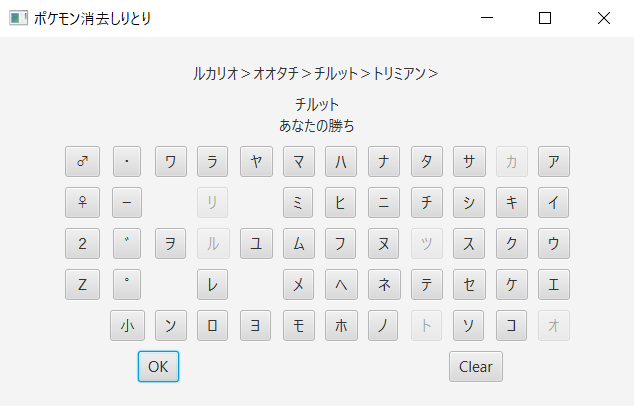 ポケモン消去しりとり
ルカリオ＞オオタチ＞チルット＞トリミアン＞
チルット
あなたの勝ち
♂ ・ ワ ラ ヤ マ ハ ナ タ サ カ ア
♀ ー リ ミ ヒ ニ チ シ キ イ
2 ゛ ヲ ル ユ ム フ ヌ ツ ス ク ウ
Z ゜ レ メ ヘ ネ テ セ ケ エ
小 ン ロ ヨ モ ホ ノ ト ソ コ オ
OK Clear